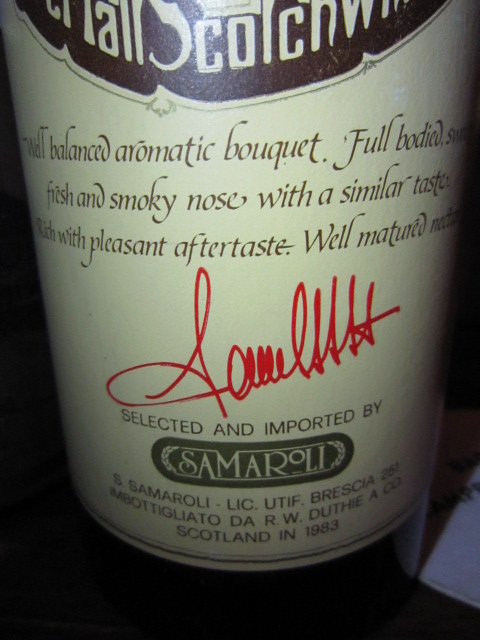 Scotch
Well balanced aromatic bouquet. Full bodied,
fresh and smoky nose with a similar taste.
Rich with pleasant aftertaste. Well matured
SELECTED AND IMPORTED BY
SAMAROLI
S. SAMAROLI - LIC. UTIF. BRESCIA 251
IMBOTTIGLIATO DA R.W. DUTHIE & CO.
SCOTLAND IN 1983